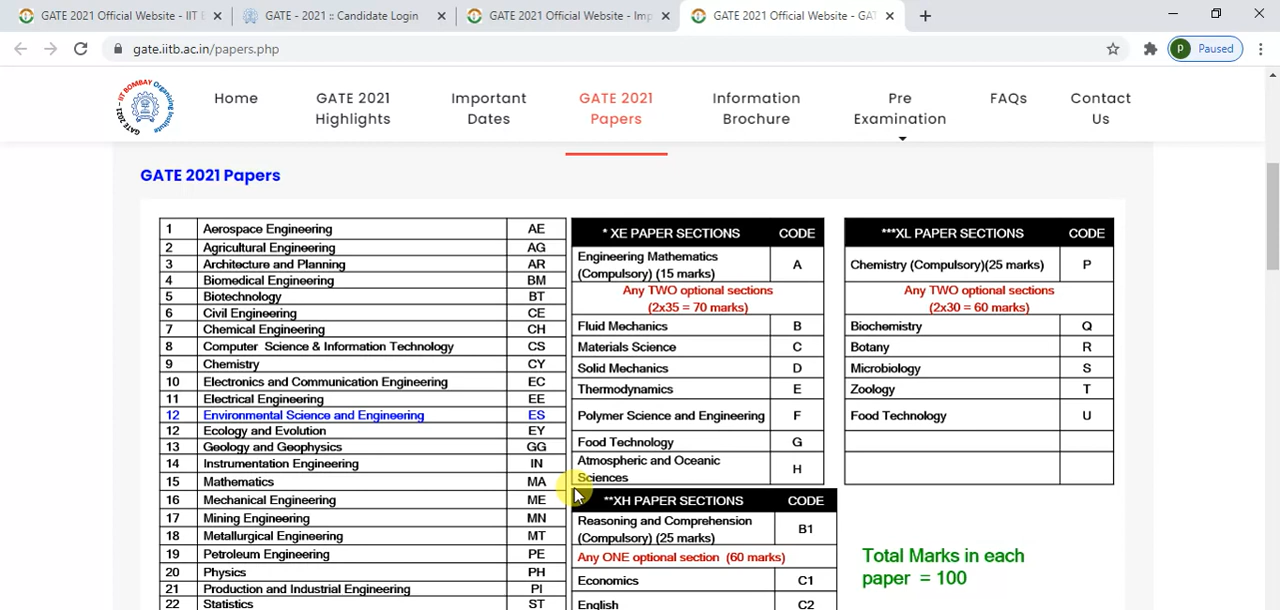 GATE 2021 Official Website - IIT E
GATE - 2021 :: Candidate Login
GATE 2021 Official Website - Imp
GATE 2021 Official Website - GAT
gate.iitb.ac.in/papers.php
P
Paused
IIT BOMBAY Organizing Institute
GATE 2021
Home
GATE 2021 Highlights
Important Dates
GATE 2021 Papers
Information Brochure
Pre Examination
FAQs
Contact Us
GATE 2021 Papers
1 Aerospace Engineering AE
2 Agricultural Engineering AG
3 Architecture and Planning AR
4 Biomedical Engineering BM
5 Biotechnology BT
6 Civil Engineering CE
7 Chemical Engineering CH
8 Computer Science & Information Technology CS
9 Chemistry CY
10 Electronics and Communication Engineering EC
11 Electrical Engineering EE
12 Environmental Science and Engineering ES
12 Ecology and Evolution EY
13 Geology and Geophysics GG
14 Instrumentation Engineering IN
15 Mathematics MA
16 Mechanical Engineering ME
17 Mining Engineering MN
18 Metallurgical Engineering MT
19 Petroleum Engineering PE
20 Physics PH
21 Production and Industrial Engineering PI
22 Statistics ST
* XE PAPER SECTIONS CODE
Engineering Mathematics
(Compulsory) (15 marks) A
Any TWO optional sections
(2x35 = 70 marks)
Fluid Mechanics B
Materials Science C
Solid Mechanics D
Thermodynamics E
Polymer Science and Engineering F
Food Technology G
Atmospheric and Oceanic
Sciences H
**XH PAPER SECTIONS CODE
Reasoning and Comprehension
(Compulsory) (25 marks) B1
Any ONE optional section (60 marks)
Economics C1
English C2
***XL PAPER SECTIONS CODE
Chemistry (Compulsory)(25 marks) P
Any TWO optional sections
(2x30 = 60 marks)
Biochemistry Q
Botany R
Microbiology S
Zoology T
Food Technology U
Total Marks in each
paper = 100